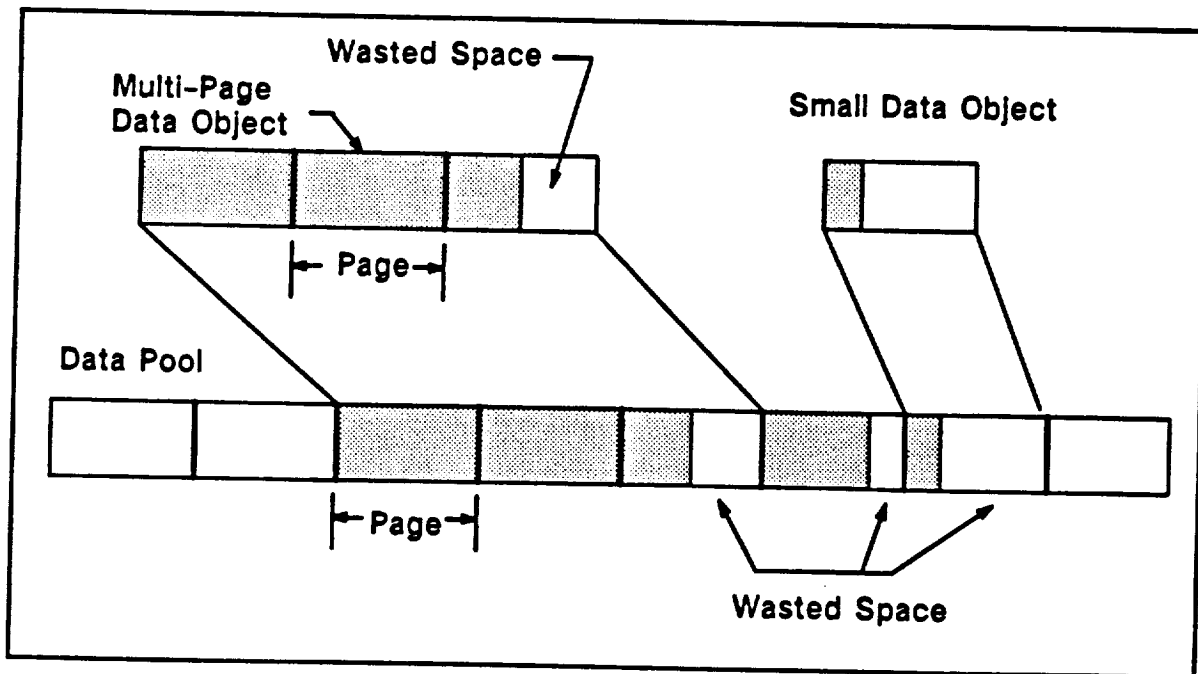 Wasted Space
Multi-Page
Data Object
Small Data Object
Page
Data Pool
Page
Wasted Space